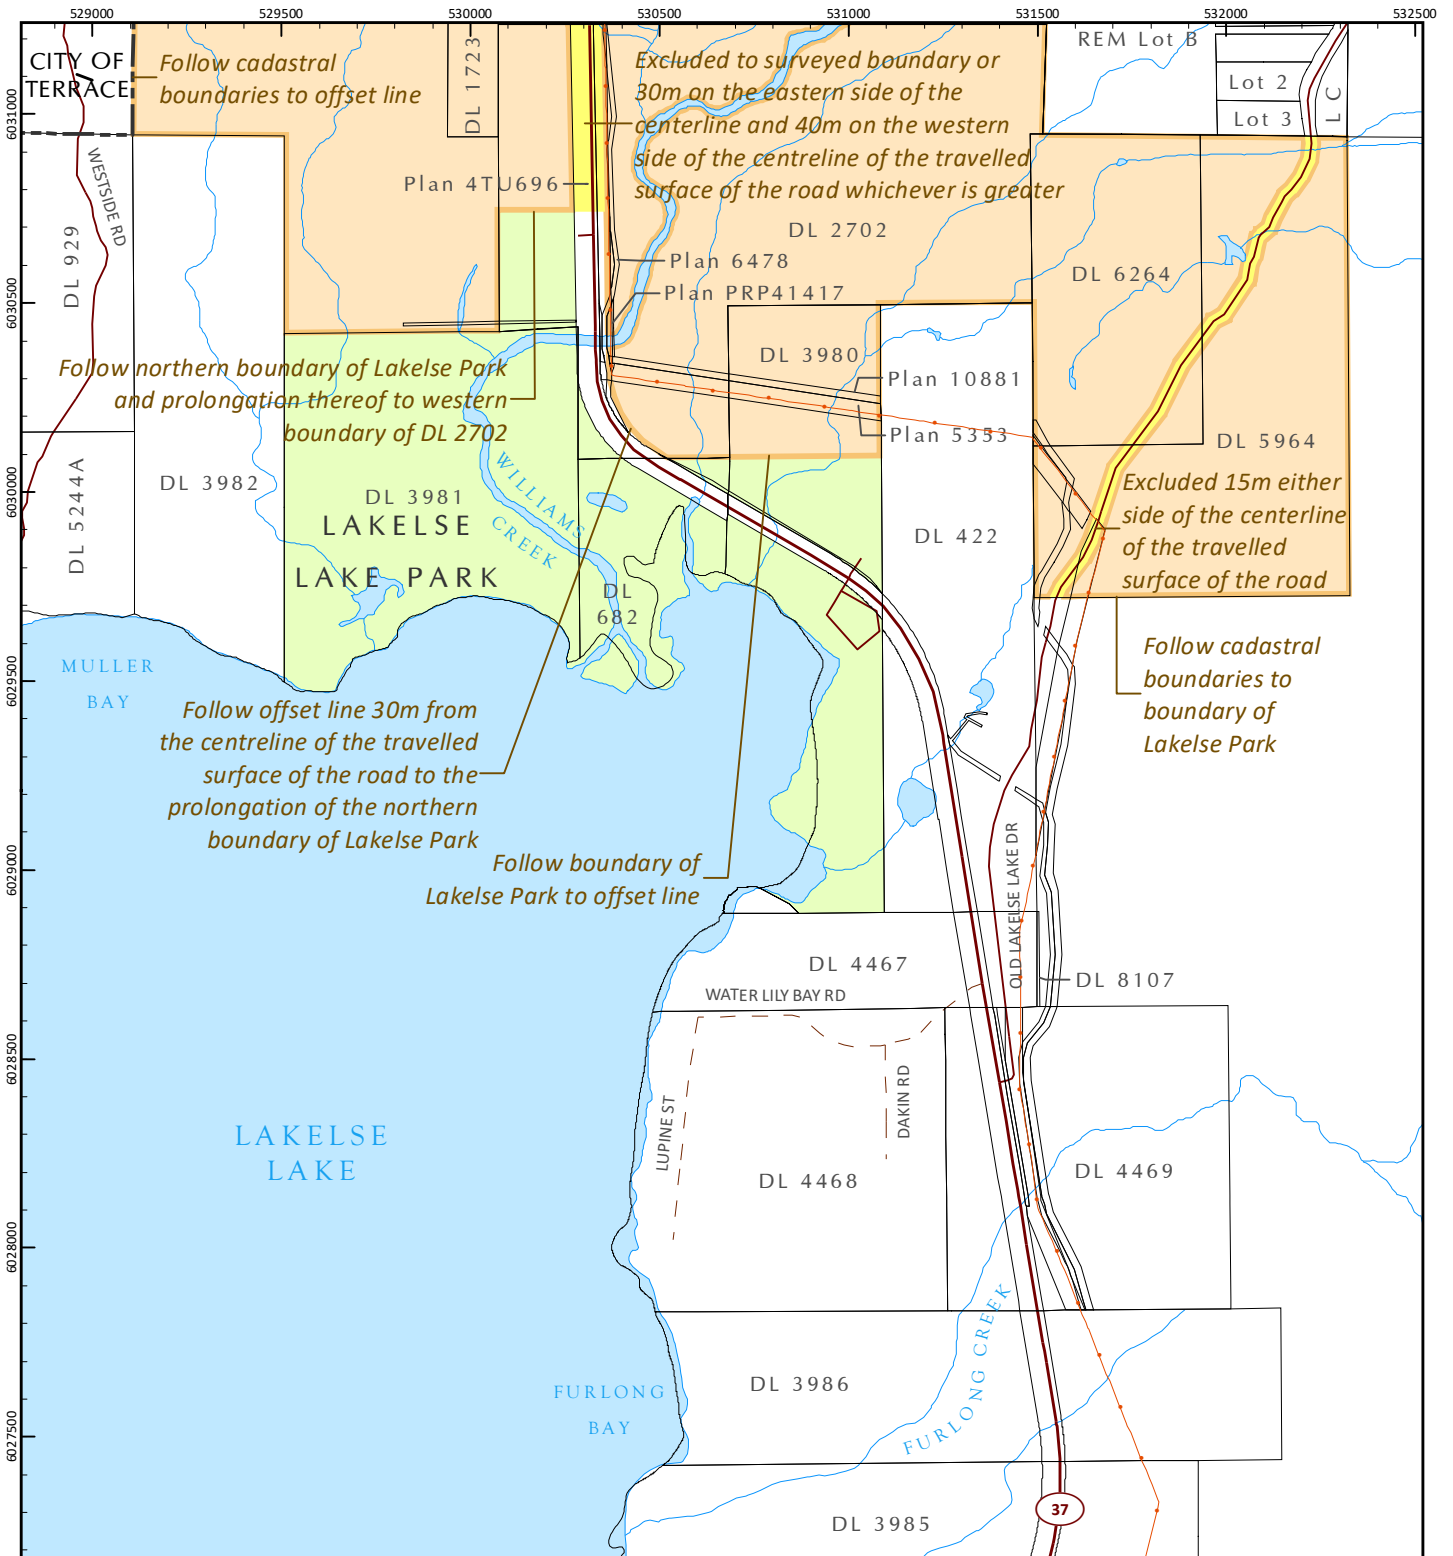 529000
529500
530000
530500
531000
531500
532000
532500
6031000
6030500
6030000
6029500
6029000
6028500
6028000
6027500
CITY OF
TERRACE
Follow cadastral
boundaries to offset line
DL 1723
Excluded to surveyed boundary or
30m on the eastern side of the
centerline and 40m on the western
side of the centreline of the travelled
surface of the road whichever is greater
REM Lot B
Lot 2
Lot 3
L C
WESTSIDE RD
Plan 4TU696
DL 929
DL 2702
Plan 6478
Plan PRP41417
DL 6264
DL 3980
Plan 10881
Plan 5353
Follow northern boundary of Lakelse Park
and prolongation thereof to western
boundary of DL 2702
DL 5964
DL 5244A
DL 3982
DL 3981
LAKELSE
LAKE PARK
WILLIAMS
CREEK
DL
682
DL 422
Excluded 15m either
side of the centerline
of the travelled
surface of the road
MULLER
BAY
Follow cadastral
boundaries to
boundary of
Lakelse Park
Follow offset line 30m from
the centreline of the travelled
surface of the road to the
prolongation of the northern
boundary of Lakelse Park
Follow boundary of
Lakelse Park to offset line
OLD LAKELSE LAKE DR
DL 4467
DL 8107
WATER LILY BAY RD
LUPINE ST
DAKIN RD
LAKELSE
LAKE
DL 4468
DL 4469
FURLONG CREEK
DL 3986
FURLONG
BAY
37
DL 3985